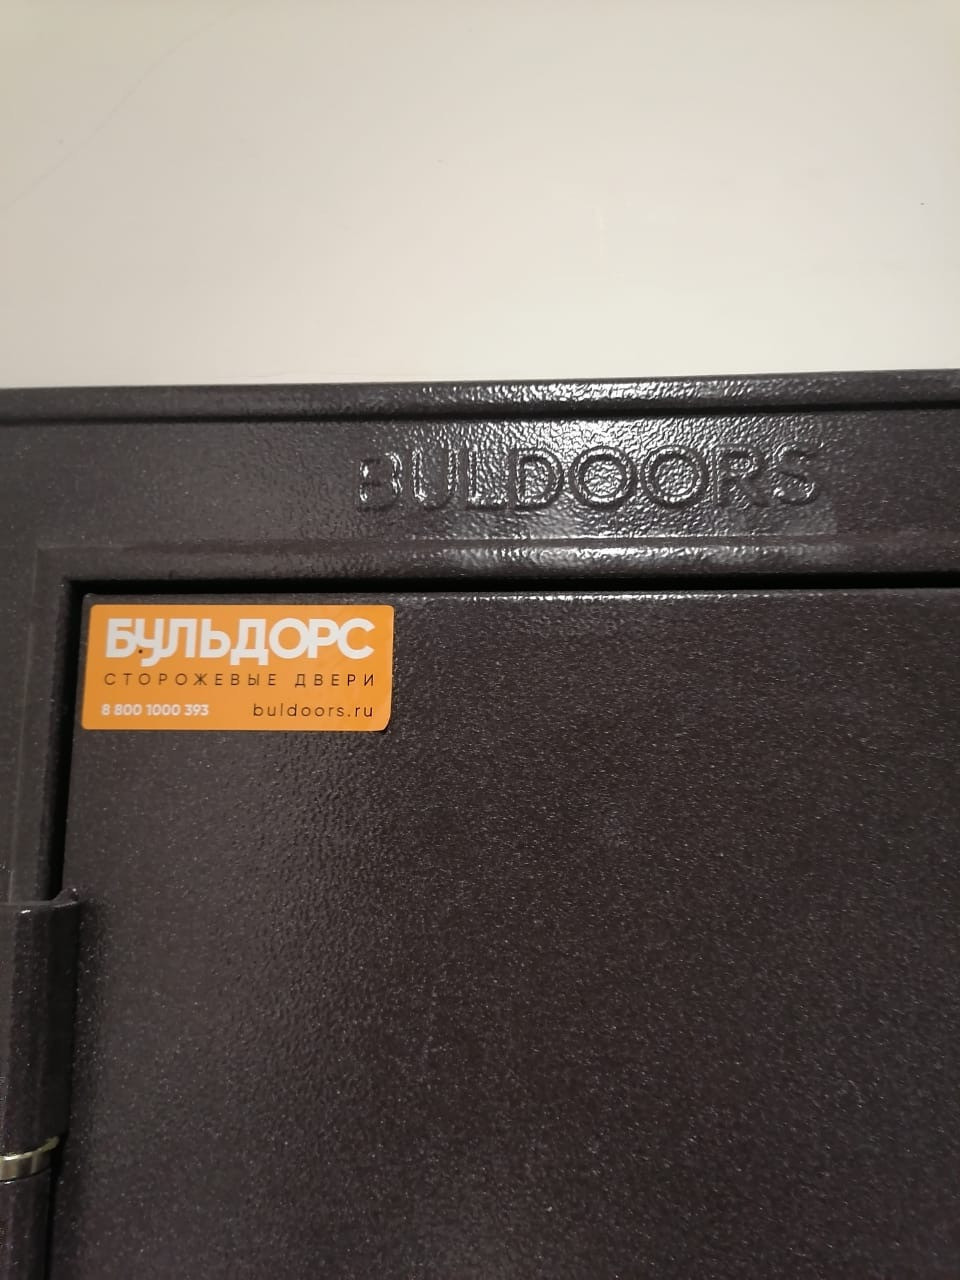 BULDOORS
БУЛЬДОРС
СТОРОЖЕВЫЕ ДВЕРИ
8 800 1000 393 buldoors.ru